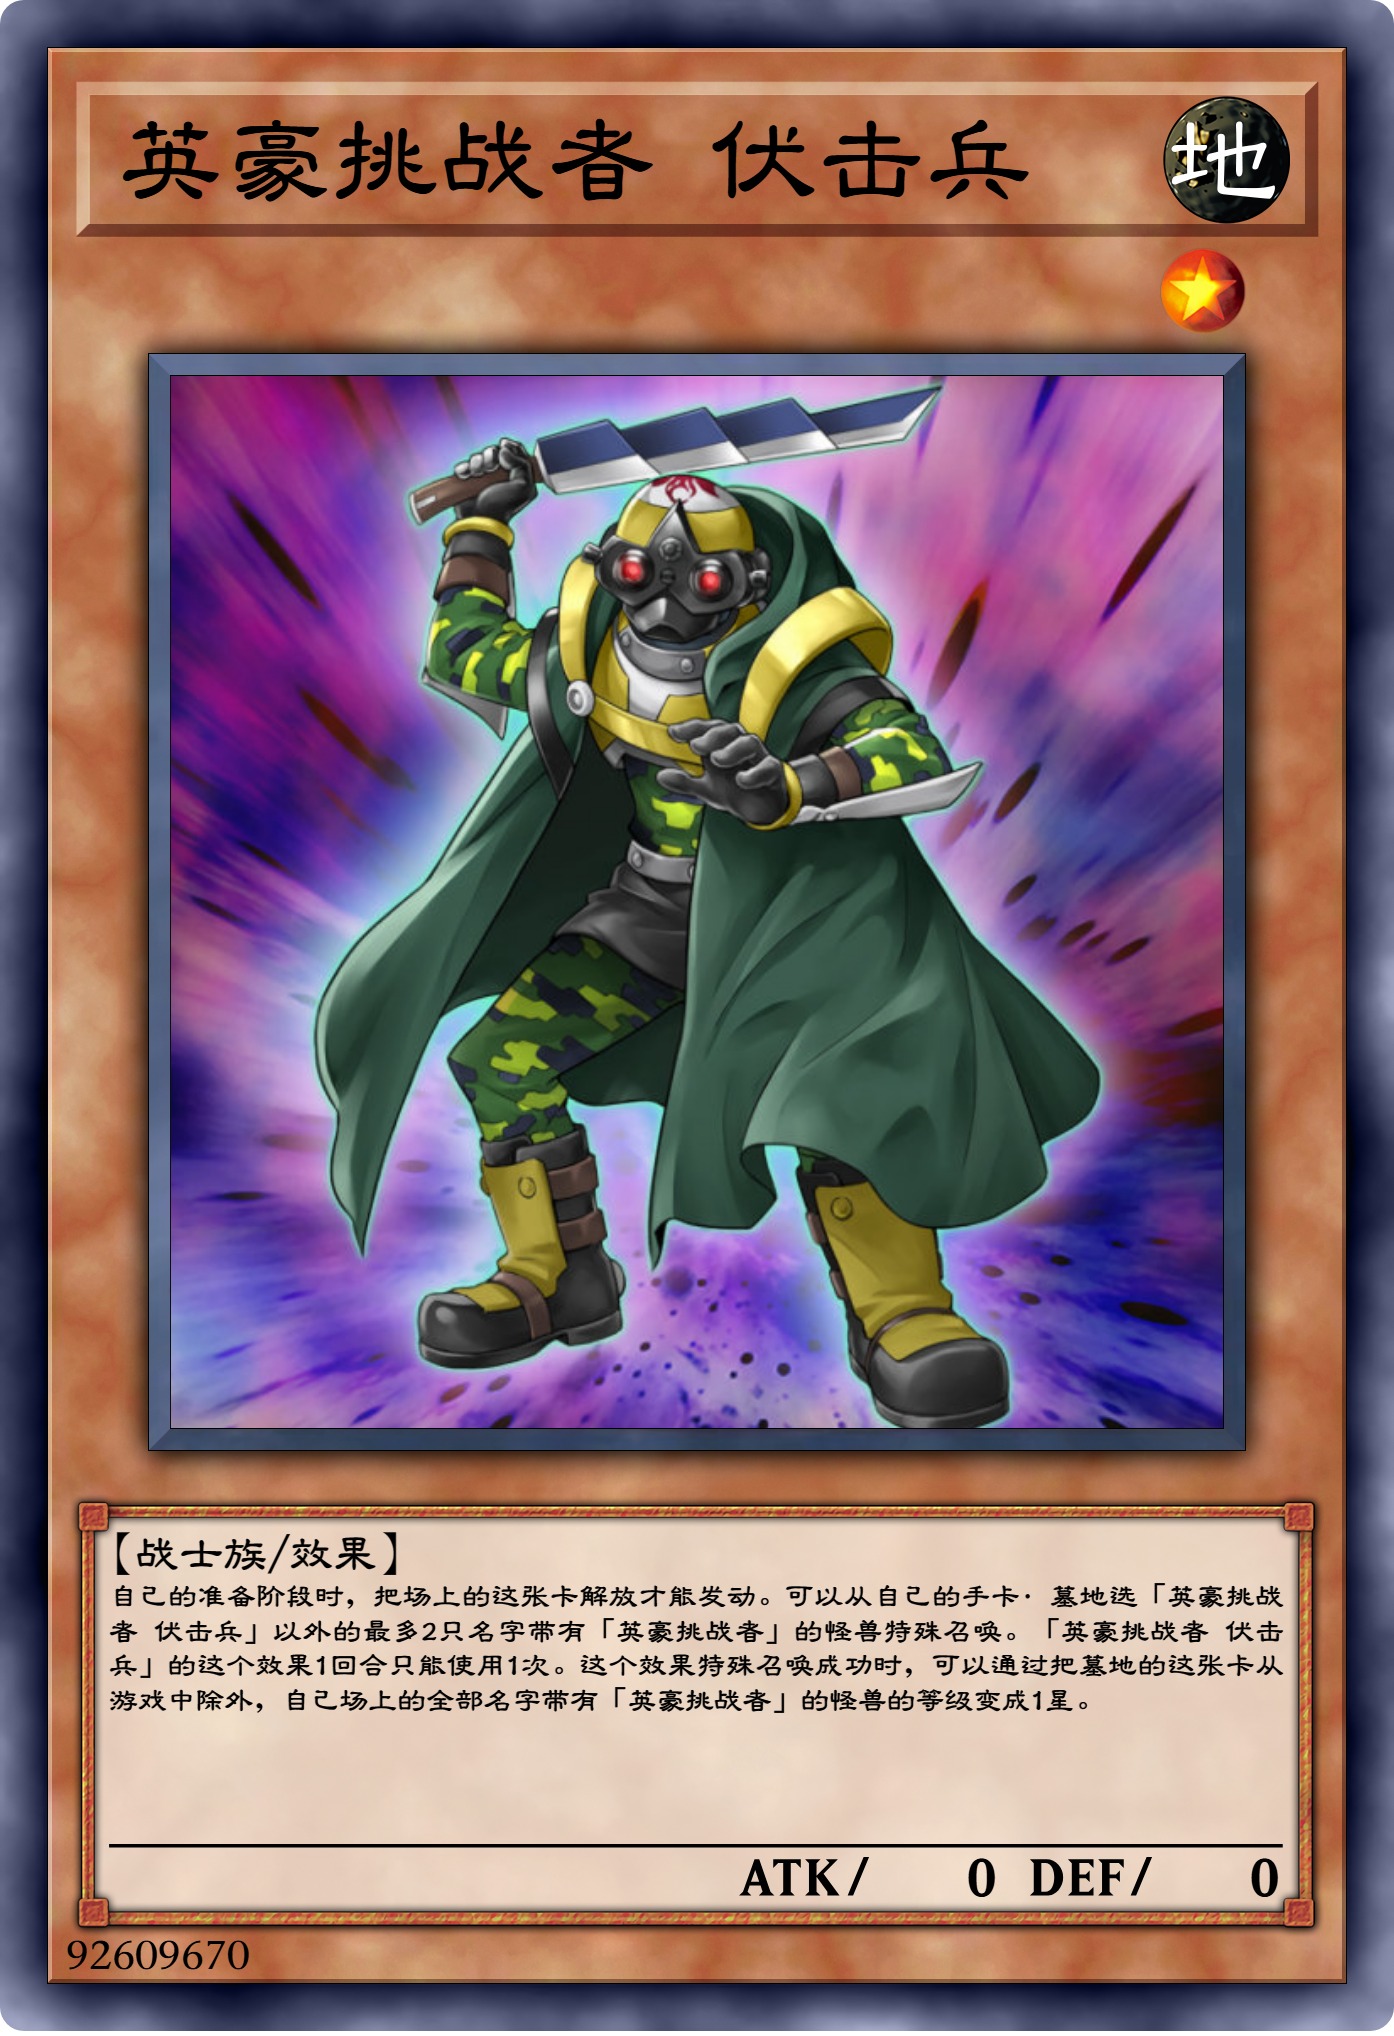 英豪挑战者 伏击兵
地
【战士族/效果】
自己的准备阶段时，把场上的这张卡解放才能发动。可以从自己的手卡·墓地选「英豪挑战
者 伏击兵」以外的最多2只名字带有「英豪挑战者」的怪兽特殊召唤。「英豪挑战者 伏击
兵」的这个效果1回合只能使用1次。这个效果特殊召唤成功时，可以通过把墓地的这张卡从
游戏中除外，自己场上的全部名字带有「英豪挑战者」的怪兽的等级变成1星。
ATK/ 0 DEF/ 0
92609670